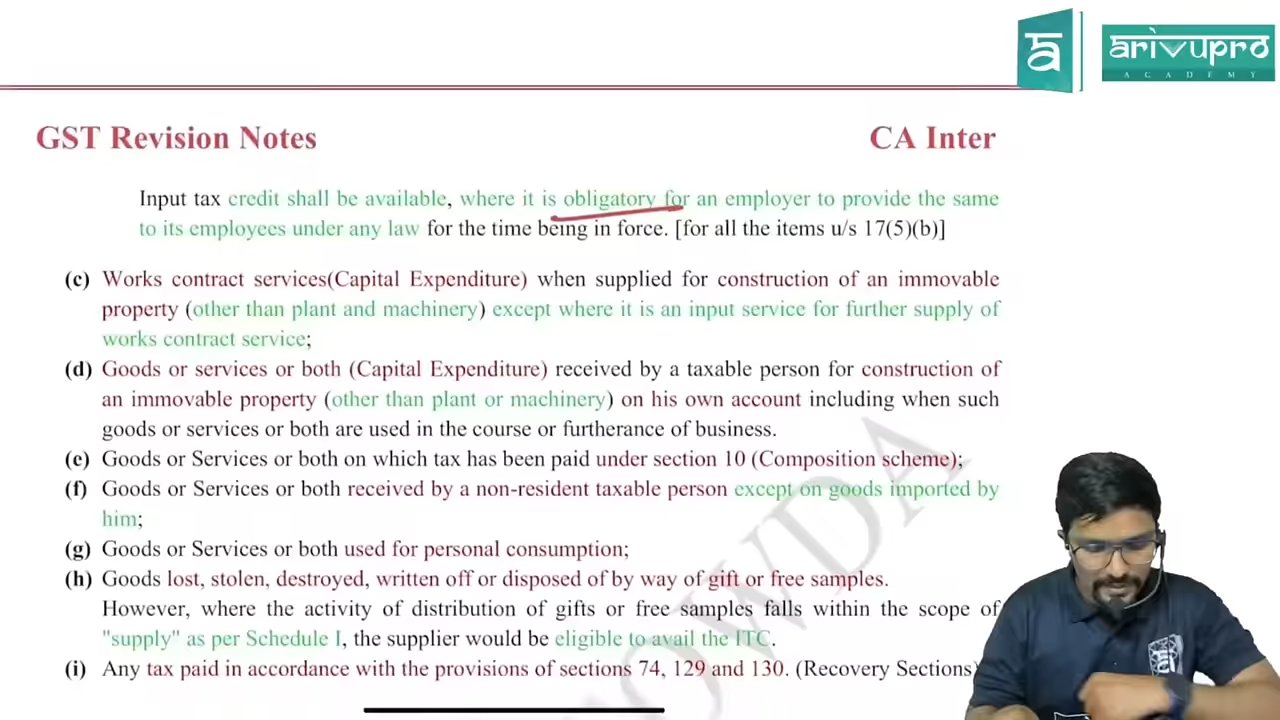 ā arivupro
ACADEMY
GST Revision Notes CA Inter
Input tax credit shall be available, where it is obligatory for an employer to provide the same
to its employees under any law for the time being in force. [for all the items u/s 17(5)(b)]
(c) Works contract services(Capital Expenditure) when supplied for construction of an immovable
property (other than plant and machinery) except where it is an input service for further supply of
works contract service;
(d) Goods or services or both (Capital Expenditure) received by a taxable person for construction of
an immovable property (other than plant or machinery) on his own account including when such
goods or services or both are used in the course or furtherance of business.
(e) Goods or Services or both on which tax has been paid under section 10 (Composition scheme);
(f) Goods or Services or both received by a non-resident taxable person except on goods imported by
him;
(g) Goods or Services or both used for personal consumption;
(h) Goods lost, stolen, destroyed, written off or disposed of by way of gift or free samples.
However, where the activity of distribution of gifts or free samples falls within the scope of
"supply" as per Schedule I, the supplier would be eligible to avail the ITC.
(i) Any tax paid in accordance with the provisions of sections 74, 129 and 130. (Recovery Sections)
OWDA